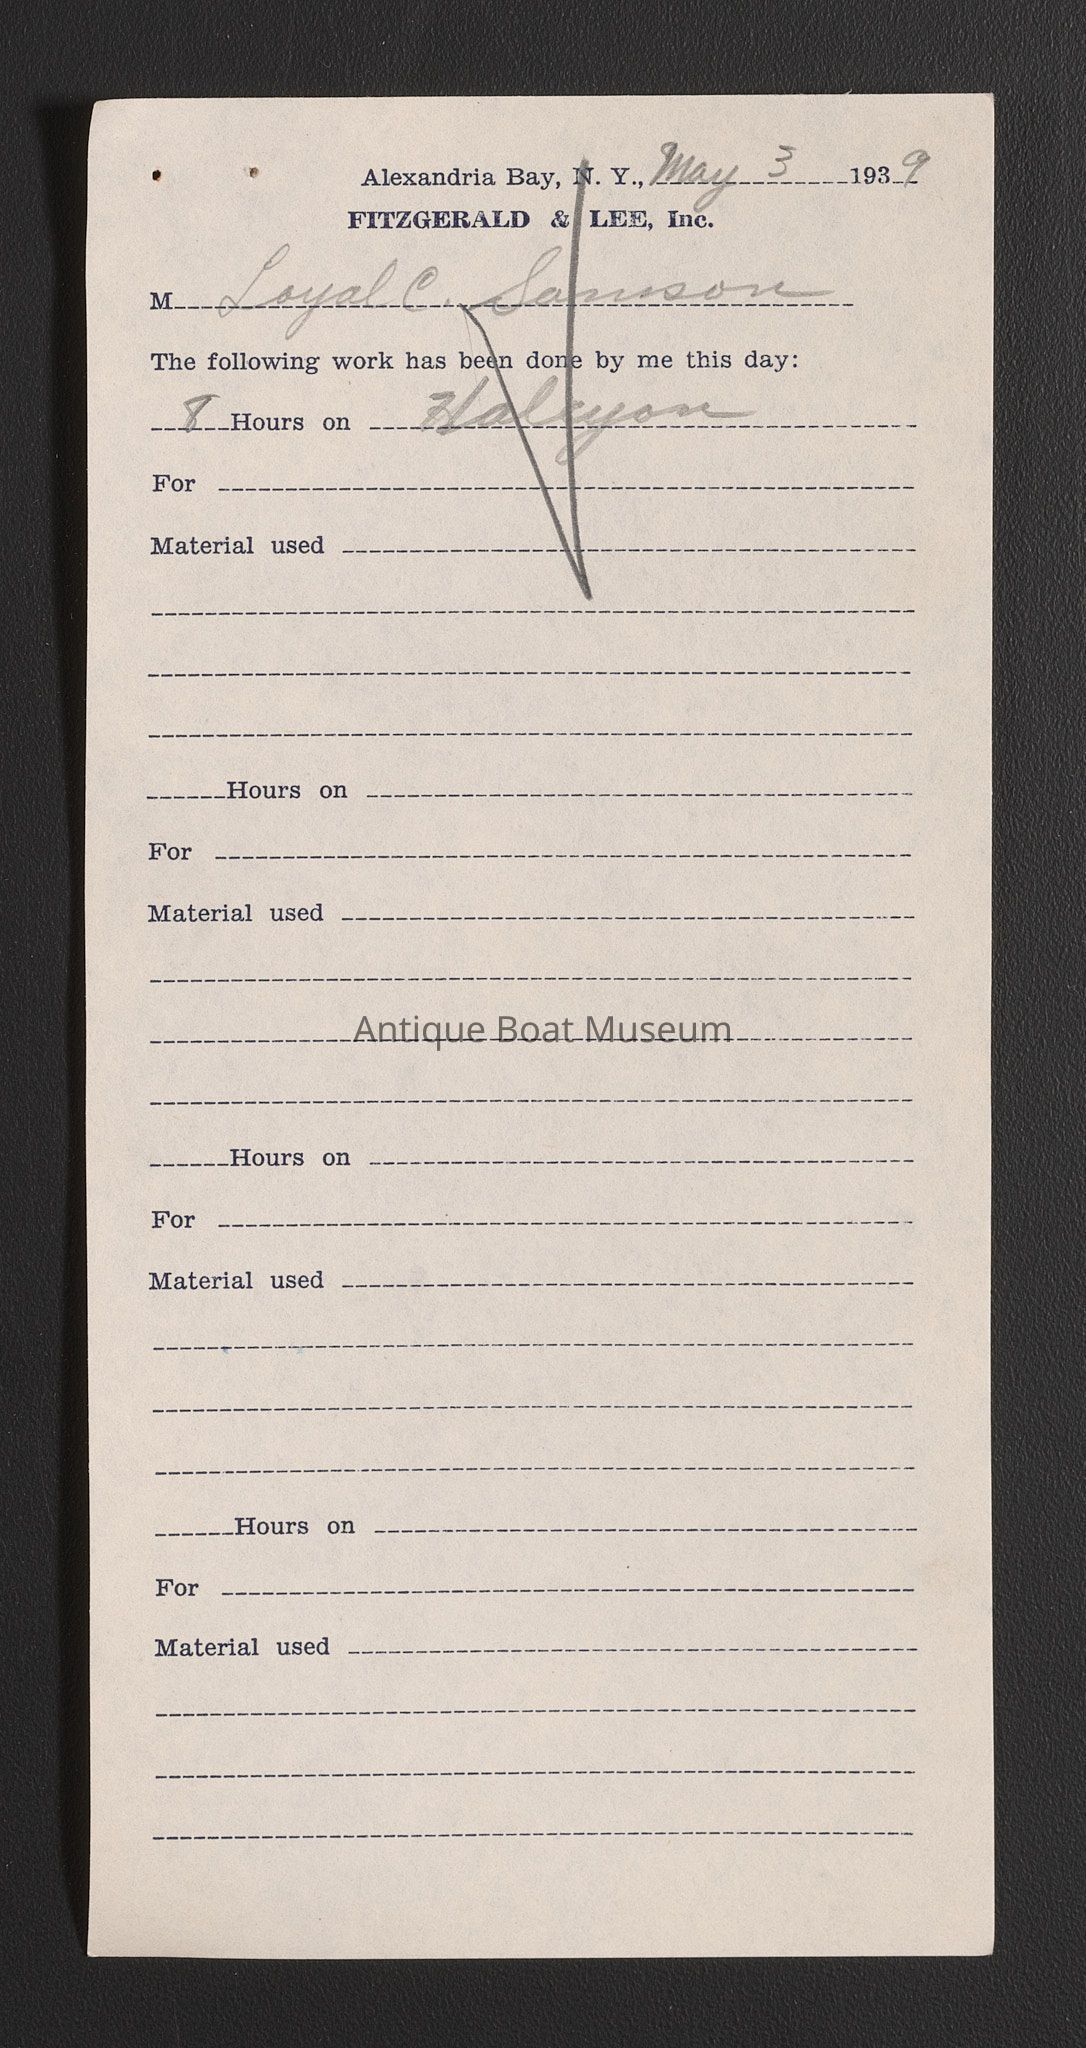 Alexandria Bay, N. Y., May 3 1939
FITZGERALD & LEE, Inc.
M Loyal C. Samson
The following work has been done by me this day:
8 Hours on Halcyon
For
Material used
Hours on
For
Material used
Antique Boat Museum
Hours on
For
Material used
Hours on
For
Material used